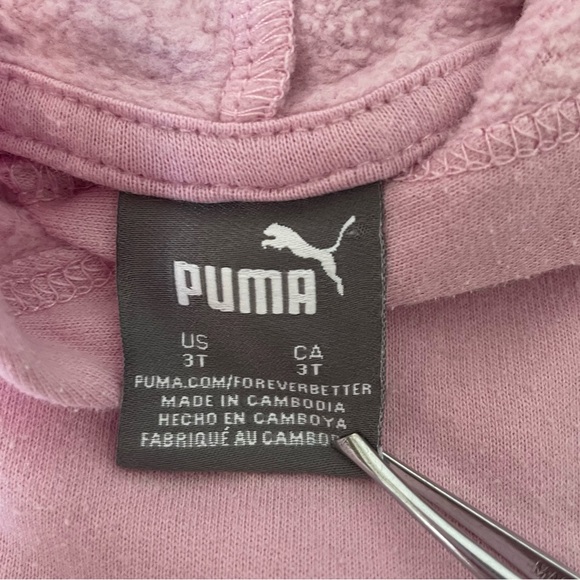 PUMA
US CA
3T 3T
PUMA.COM/FOREVERBETTER
MADE IN CAMBODIA
HECHO EN CAMBOYA
FABRIQUÉ AU